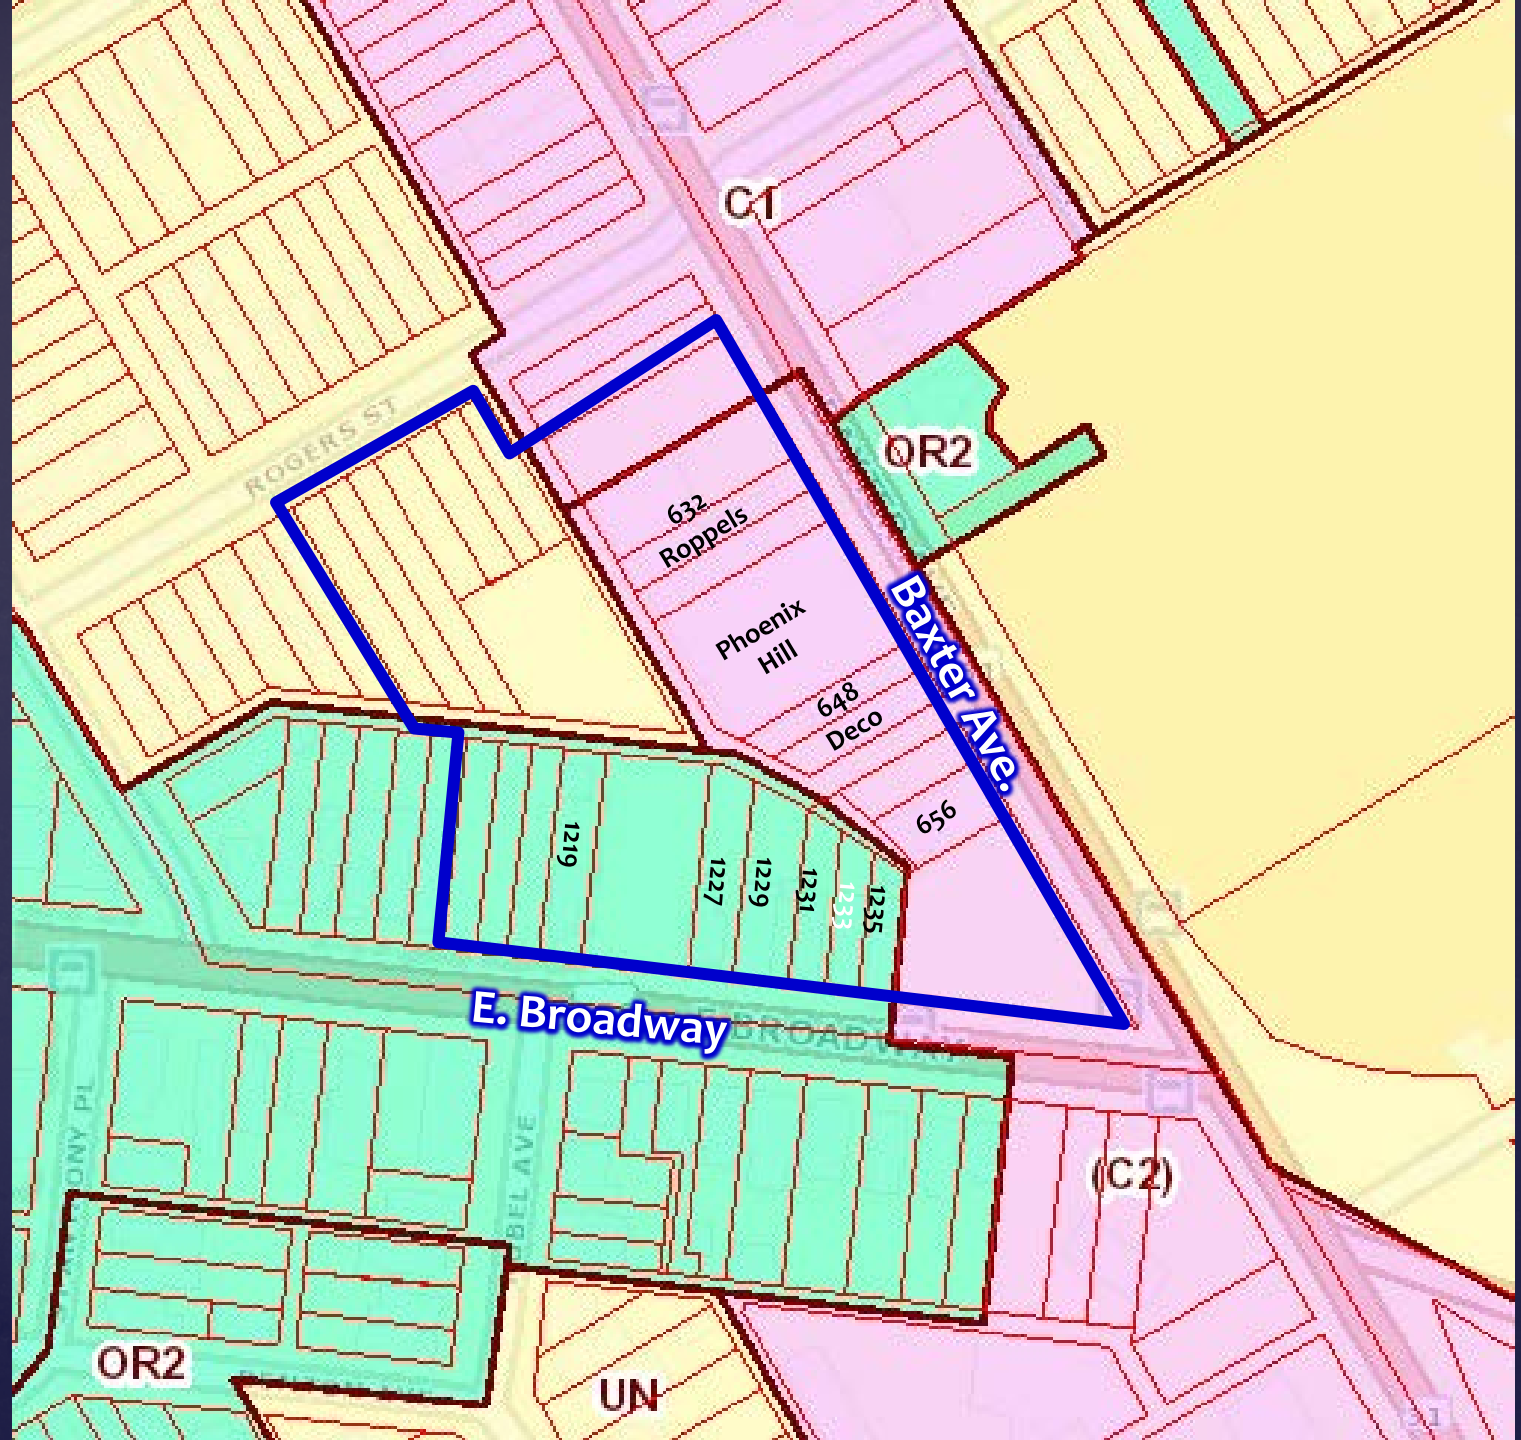 C1
ROGERS ST
OR2
632
Roppels
Phoenix
Hill
Baxter Ave.
648
Deco
656
1219
1227
1229
1231
1233
1235
E. Broadway
E BROADWAY
(C2)
OR2
UN
31